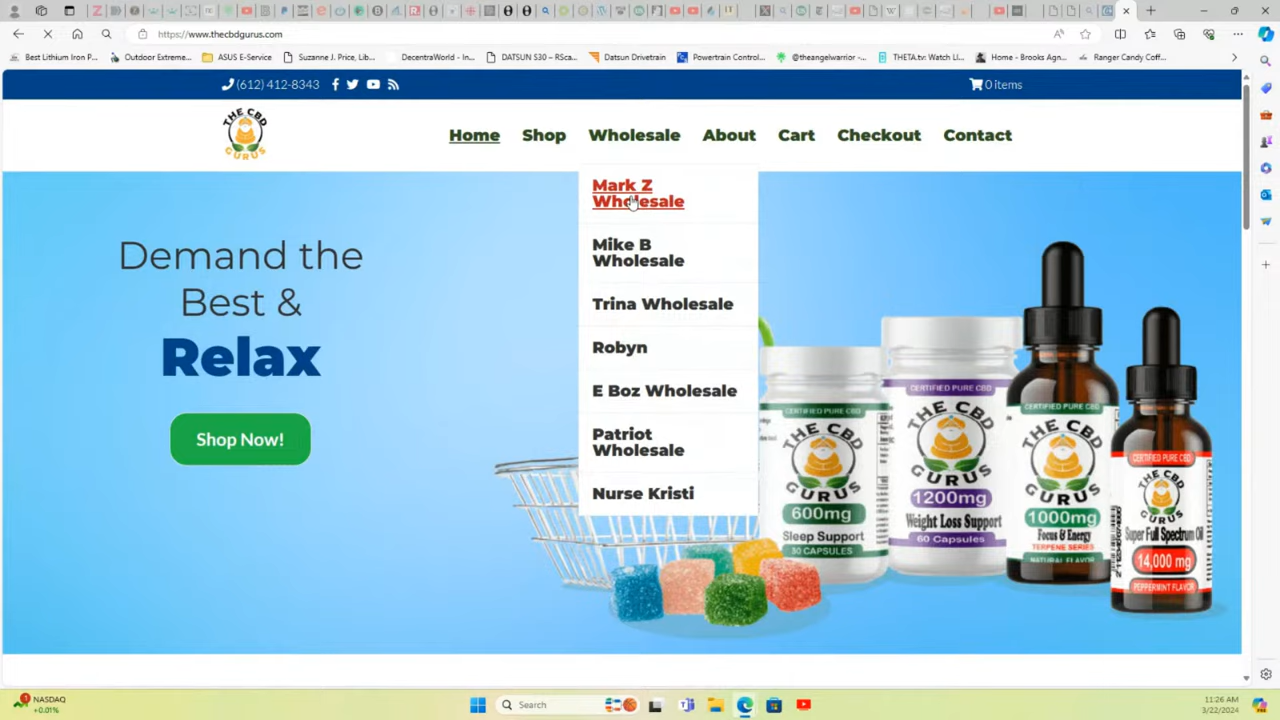 https://www.thecbdgurus.com
Best Lithium Iron P...
Outdoor Extreme...
ASUS E-Service
Suzanne J. Price, Lib...
DecentraWorld - In...
DATSUN S30 - RSca...
Datsun Drivetrain
Powertrain Control...
@theangelwarrior -...
THETA.tv: Watch Li...
Home - Brooks Agn...
Ranger Candy Coff...
(612) 412-8343
0 items
THE CBD
GURUS
Home
Shop
Wholesale
About
Cart
Checkout
Contact
Mark Z
Wholesale
Mike B
Wholesale
Trina Wholesale
Robyn
E Boz Wholesale
Patriot
Wholesale
Nurse Kristi
Demand the
Best &
Relax
Shop Now!
CERTIFIED PURE CBD
THE CBD
GURUS
600mg
Sleep Support
30 CAPSULES
CERTIFIED PURE CBD
THE CBD
GURUS
1200mg
Weight Loss Support
60 Capsules
CERTIFIED PURE CBD
THE CBD
GURUS
1000mg
Focus & Energy
TERPENE SERIES
NATURAL FLAVOR
CERTIFIED PURE CBD
THE CBD
GURUS
Super Full Spectrum Oil
14,000 mg
PEPPERMINT FLAVOR
NASDAQ
+0.01%
Search
11:26 AM
3/22/2024